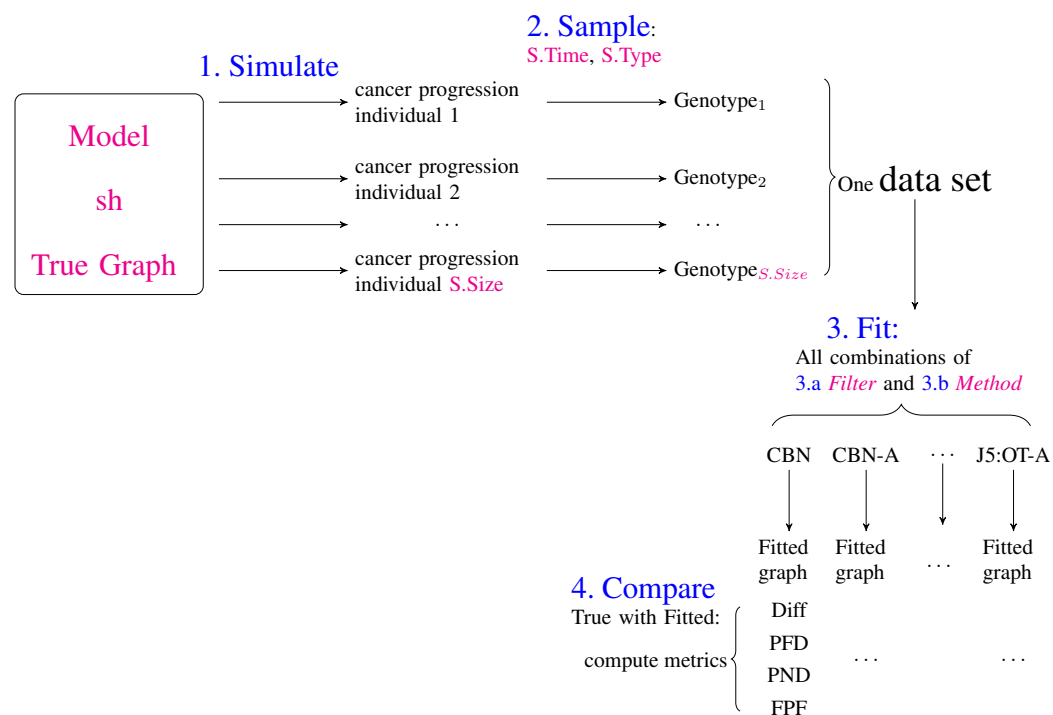 2. Sample:
S.Time, S.Type
1. Simulate
Model
sh
True Graph
cancer progression
individual 1
Genotype₁
cancer progression
individual 2
Genotype₂
...
...
cancer progression
individual S.Size
Genotype_S.Size
One data set
3. Fit:
All combinations of
3.a Filter and 3.b Method
CBN CBN-A ... J5:OT-A
Fitted
graph
Fitted
graph
...
Fitted
graph
4. Compare
True with Fitted:
compute metrics
Diff
PFD
PND
FPF
...
...